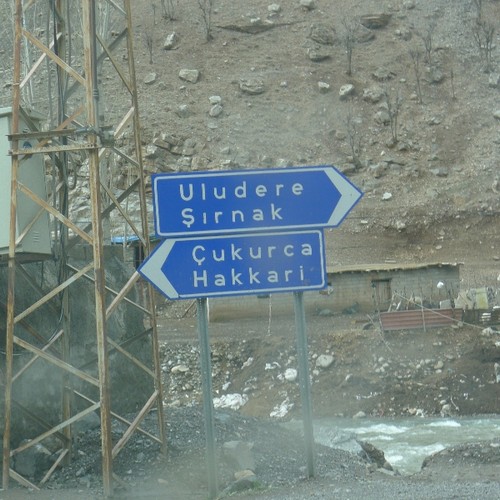 Uludere
Şırnak
Çukurca
Hakkari